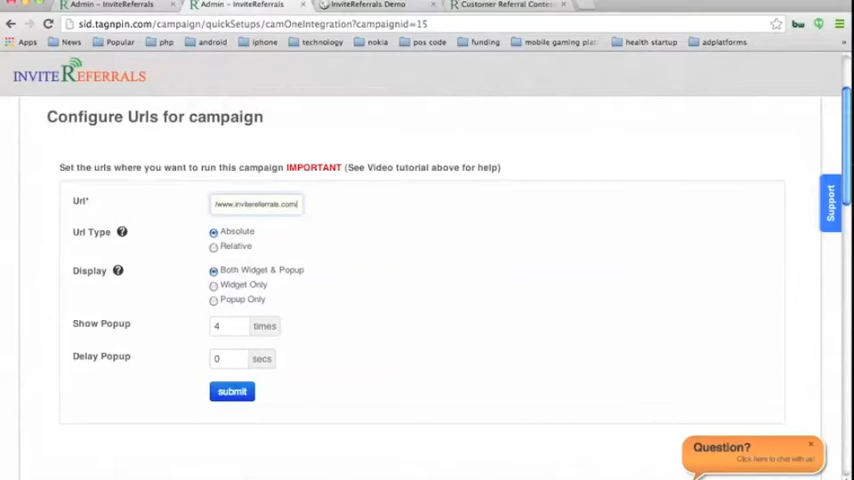 Admin – InviteReferrals
Admin – InviteReferrals
InviteReferrals Demo
Customer Referral Contes
sid.tagnpin.com/campaign/quickSetups/camOneIntegration?campaignid=15
Apps News Popular php android iphone technology nokia pos code funding mobile gaming plat health startup adplatforms
INVITE REFERRALS
Configure Urls for campaign
Set the urls where you want to run this campaign IMPORTANT (See Video tutorial above for help)
Url* /www.invitereferrals.com/
Url Type ? Absolute
Relative
Display ? Both Widget & Popup
Widget Only
Popup Only
Show Popup 4 times
Delay Popup 0 secs
submit
Support
Question?
Click here to chat with us!